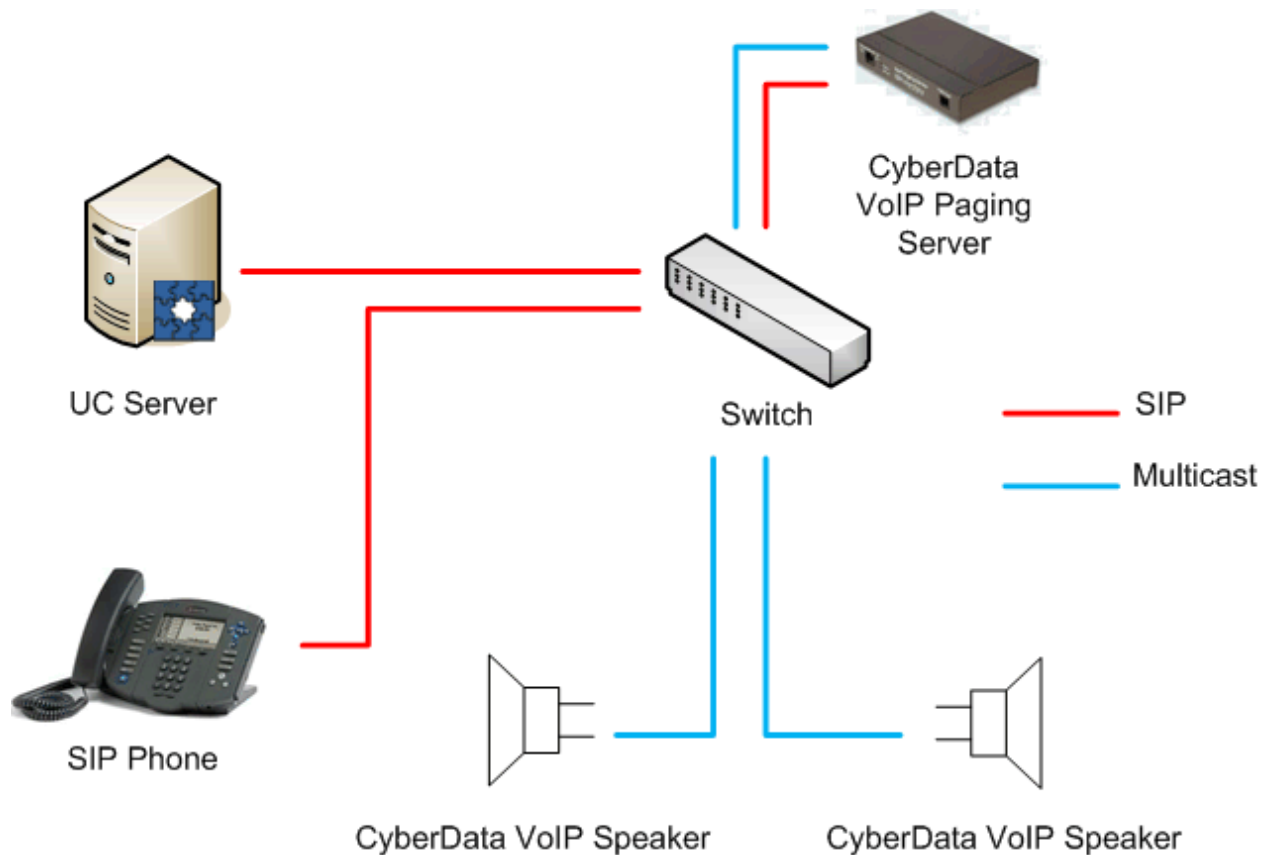 CyberData
VoIP Paging
Server
UC Server
Switch
SIP
Multicast
SIP Phone
CyberData VoIP Speaker
CyberData VoIP Speaker